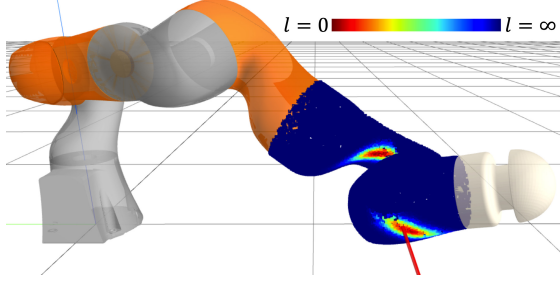 l = 0 l = ∞